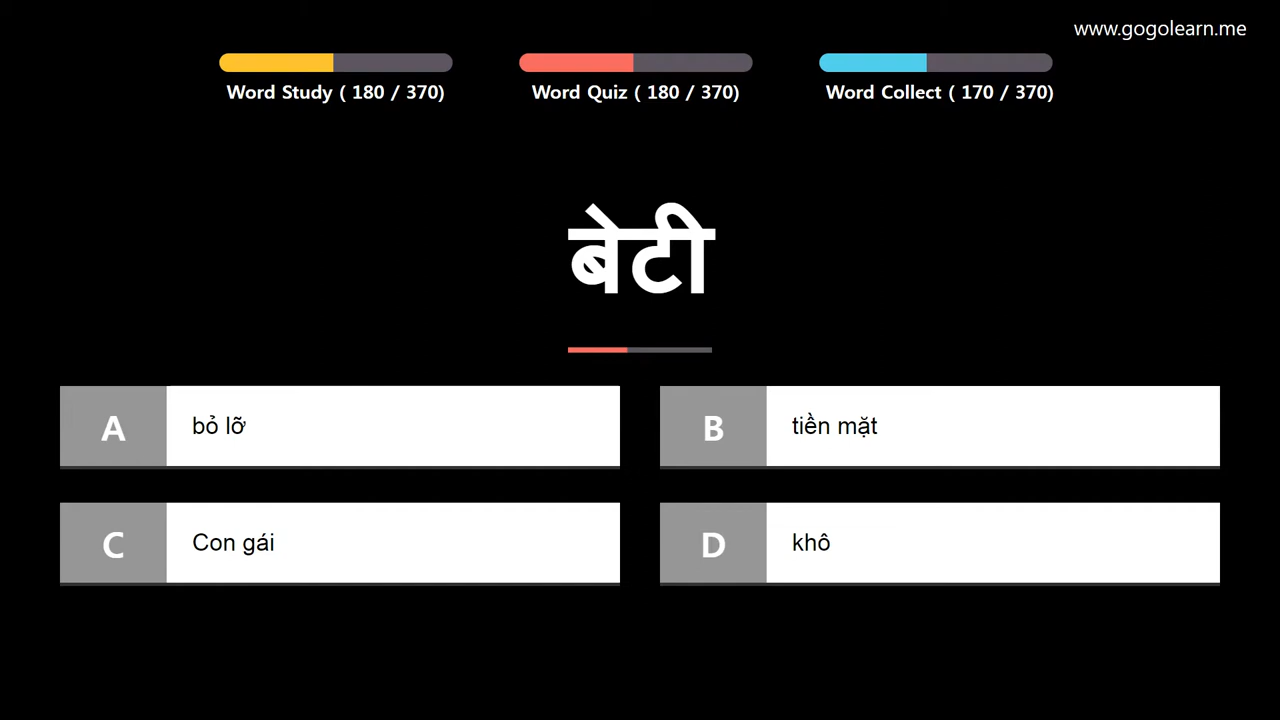 www.gogolearn.me
Word Study ( 180 / 370)
Word Quiz ( 180 / 370)
Word Collect ( 170 / 370)
बेटी
A bỏ lỡ
B tiền mặt
C Con gái
D khô